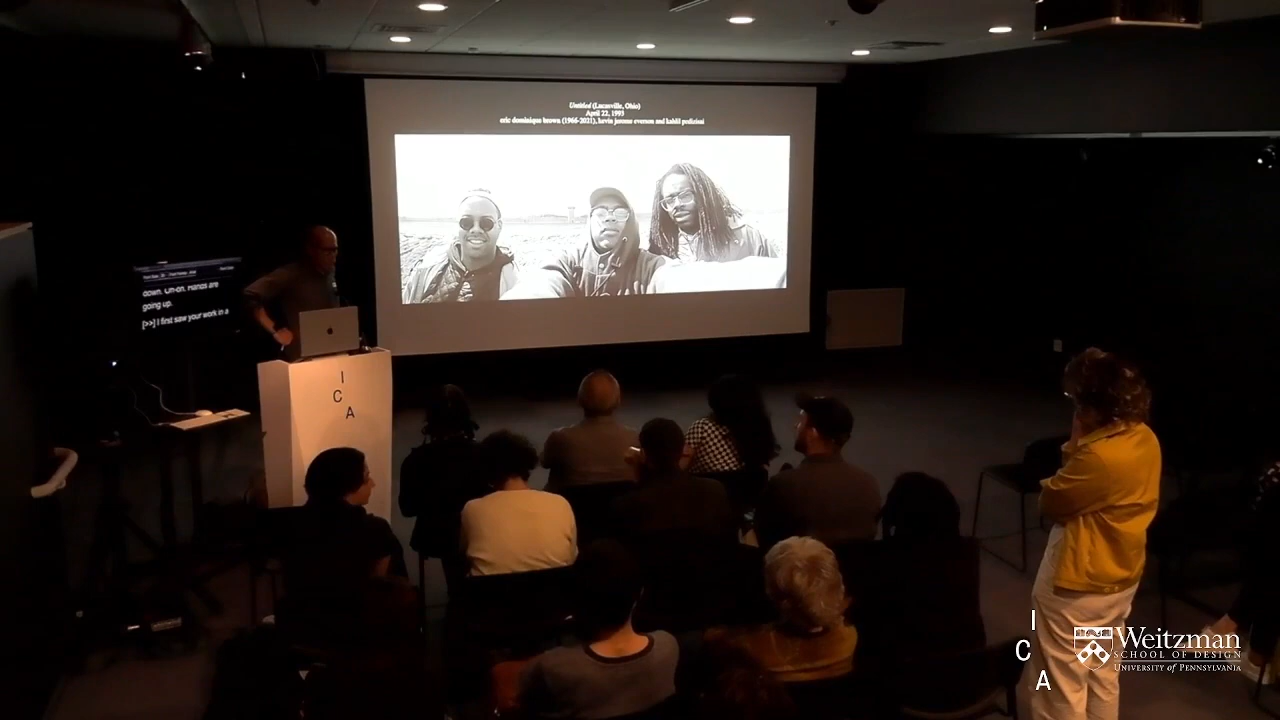 Untitled (Lucasville, Ohio)
April 22, 1993
eric dominique brown (1966-2021), kevin jerome everson and kahlil pedizisai
down. Uh-oh. Hands are
going up.
[>>] I first saw your work in a
I
C
A
I
C
A
Weitzman
SCHOOL OF DESIGN
UNIVERSITY OF PENNSYLVANIA